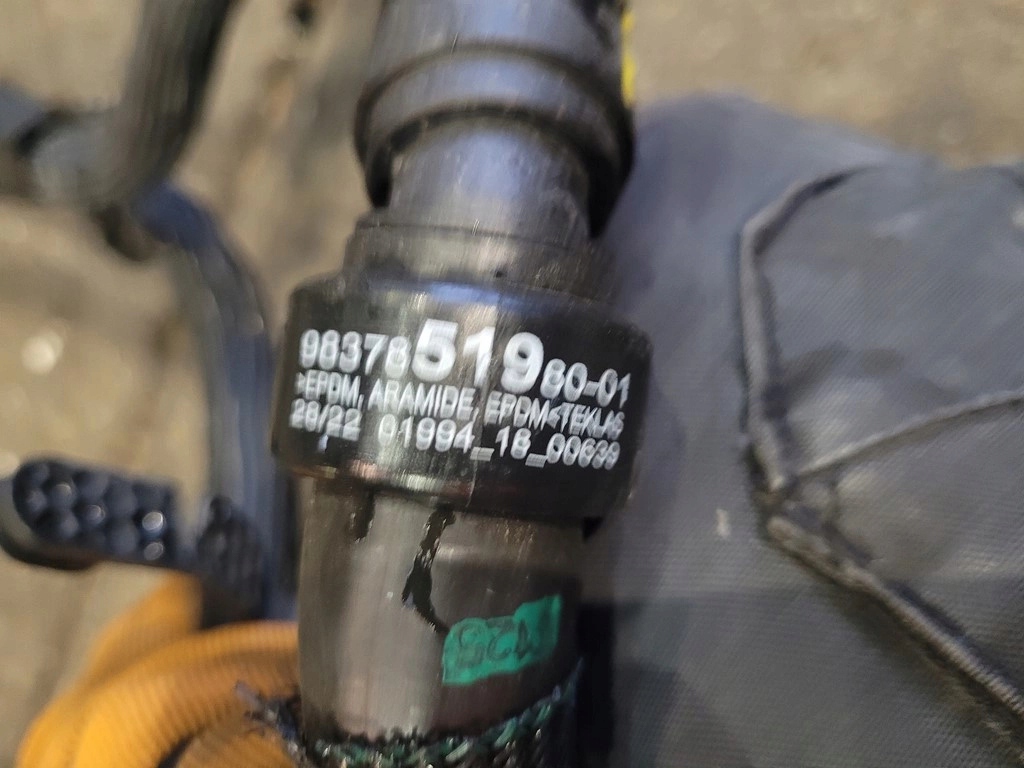 9837851980-01
>EPDM, ARAMIDE, EPDM<TEKLAS
28/22 01994_18_00639